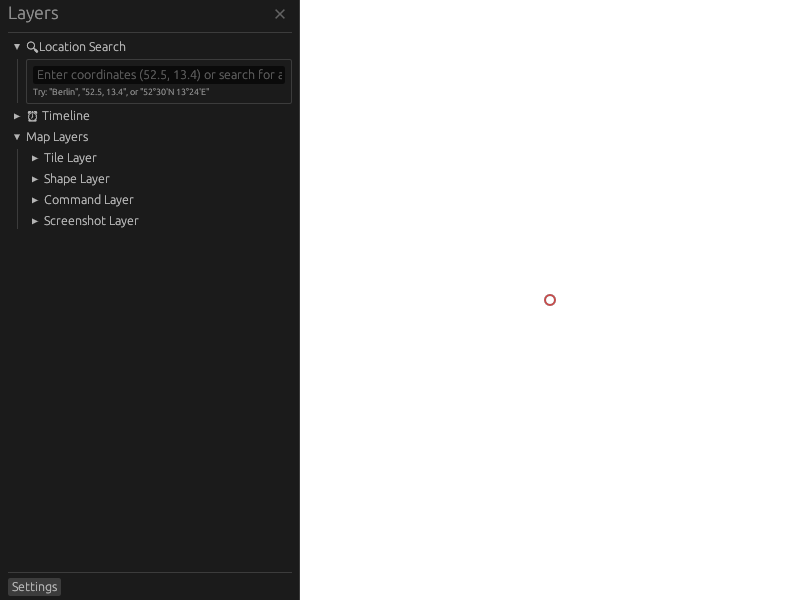 Layers
Location Search
Enter coordinates (52.5, 13.4) or search for a
Try: "Berlin", "52.5, 13.4", or "52°30'N 13°24'E"
Timeline
Map Layers
Tile Layer
Shape Layer
Command Layer
Screenshot Layer
Settings